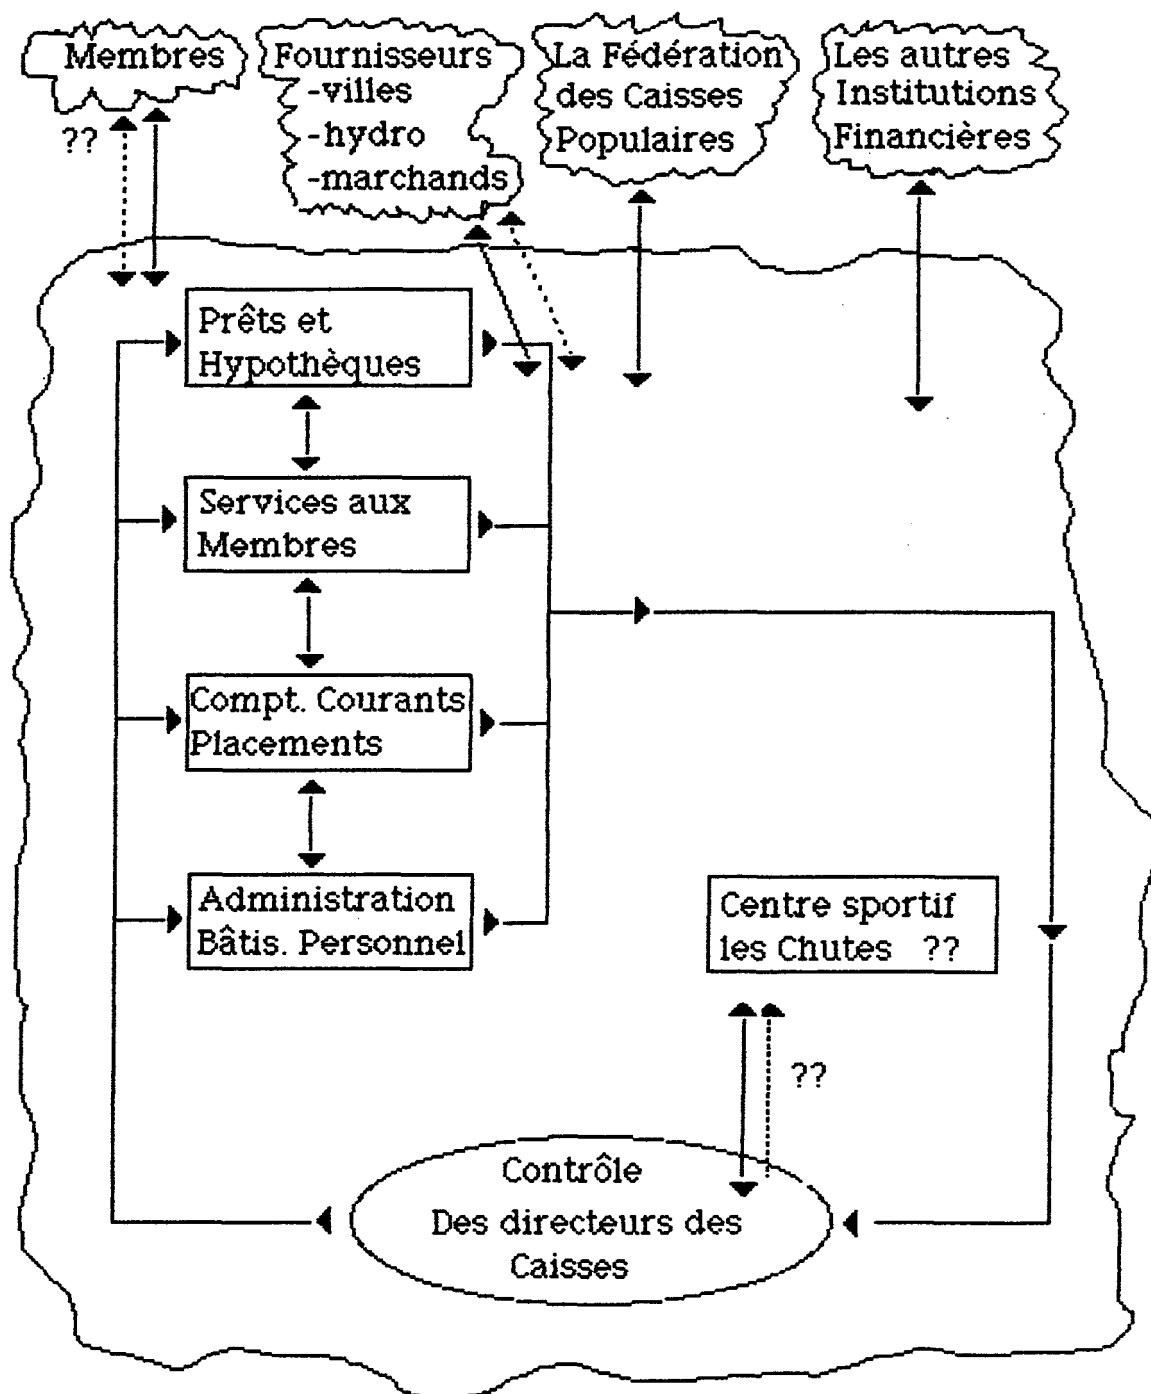 Membres
??
Fournisseurs
-villes
-hydro
-marchands
La Fédération
des Caisses
Populaires
Les autres
Institutions
Financières
Prêts et
Hypothèques
Services aux
Membres
Compt. Courants
Placements
Administration
Bâtis. Personnel
Centre sportif
les Chutes ??
??
Contrôle
Des directeurs des
Caisses